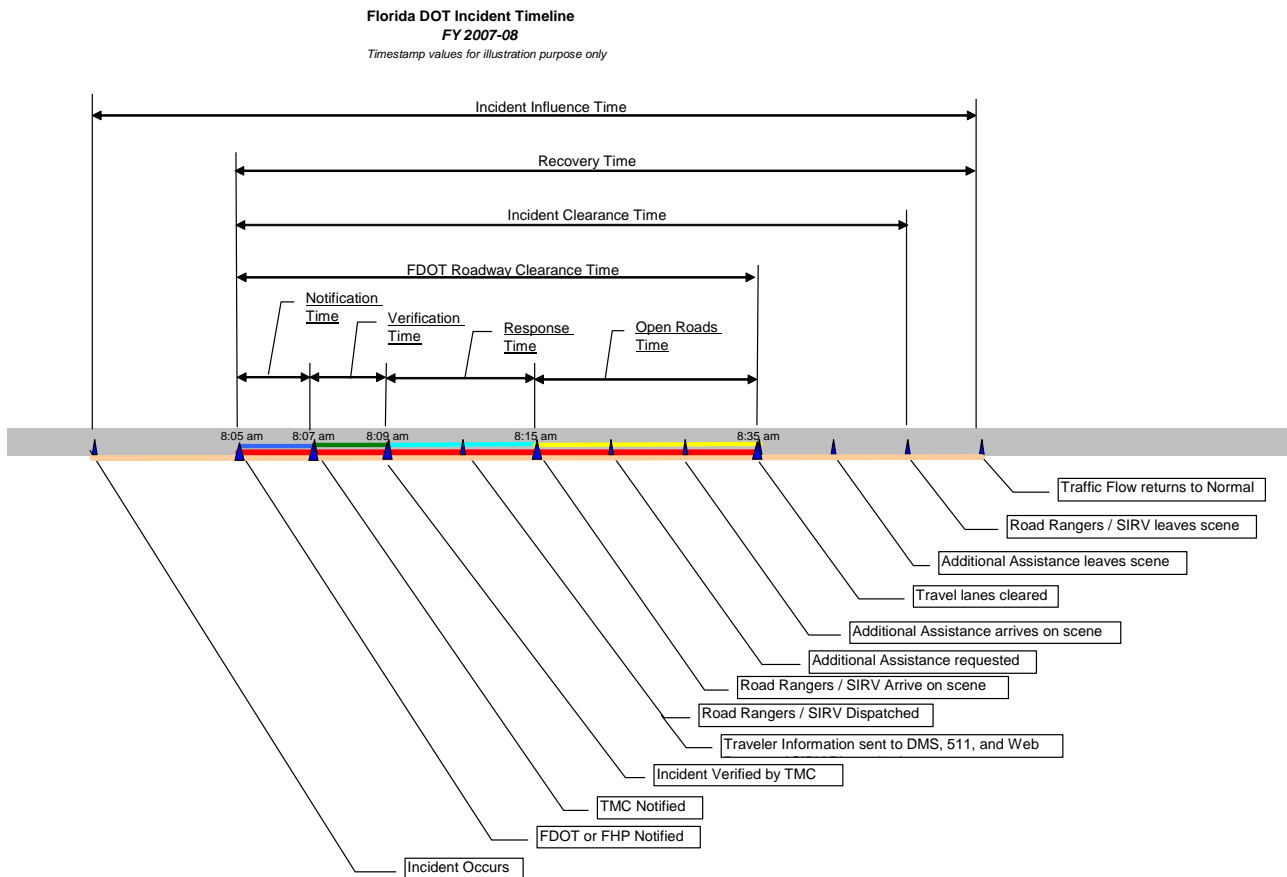 Florida DOT Incident Timeline
FY 2007-08
Timestamp values for illustration purpose only
Incident Influence Time
Recovery Time
Incident Clearance Time
FDOT Roadway Clearance Time
Notification
Time
Verification
Time
Response
Time
Open Roads
Time
8:05 am
8:07 am
8:09 am
8:15 am
8:35 am
Traffic Flow returns to Normal
Road Rangers / SIRV leaves scene
Additional Assistance leaves scene
Travel lanes cleared
Additional Assistance arrives on scene
Additional Assistance requested
Road Rangers / SIRV Arrive on scene
Road Rangers / SIRV Dispatched
Traveler Information sent to DMS, 511, and Web
Incident Verified by TMC
TMC Notified
FDOT or FHP Notified
Incident Occurs